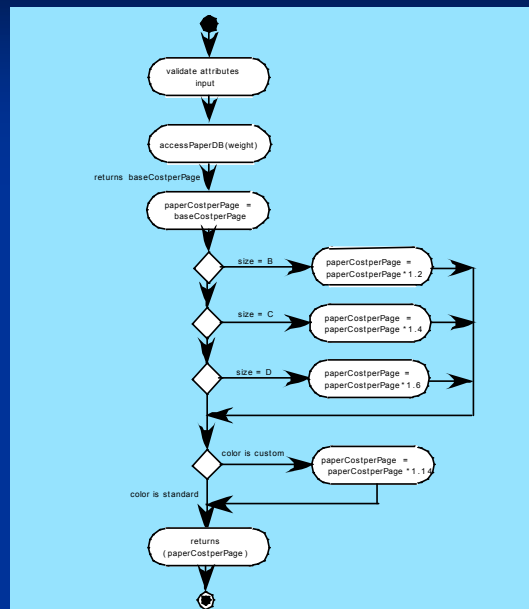 validate attributes
input
accessPaperDB(weight)
returns baseCostperPage
paperCostperPage =
baseCostperPage
size = B
paperCostperPage =
paperCostperPage*1.2
size = C
paperCostperPage =
paperCostperPage*1.4
size = D
paperCostperPage =
paperCostperPage*1.6
color is custom
paperCostperPage =
paperCostperPage*1.14
color is standard
returns
(paperCostperPage)